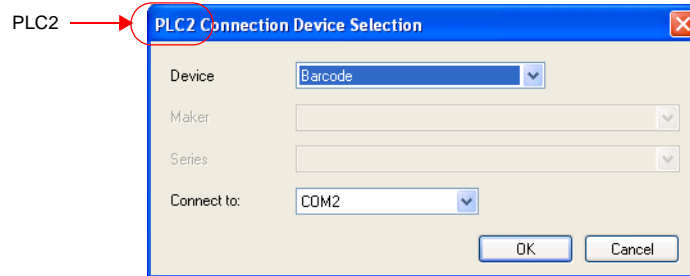 PLC2
PLC2 Connection Device Selection
Device Barcode
Maker
Series
Connect to: COM2
OK Cancel